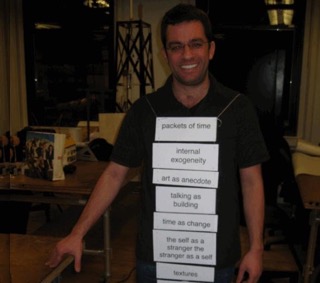 packets of time
internal
exogeneity
art as anecdote
talking as
building
time as change
the self as a
stranger the
stranger as a self
textures